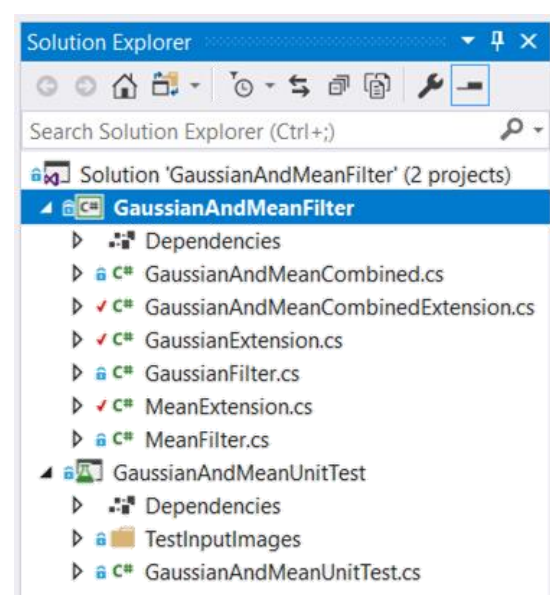 Solution Explorer
Search Solution Explorer (Ctrl+;)
Solution 'GaussianAndMeanFilter' (2 projects)
C# GaussianAndMeanFilter
Dependencies
C# GaussianAndMeanCombined.cs
C# GaussianAndMeanCombinedExtension.cs
C# GaussianExtension.cs
C# GaussianFilter.cs
C# MeanExtension.cs
C# MeanFilter.cs
GaussianAndMeanUnitTest
Dependencies
TestInputImages
C# GaussianAndMeanUnitTest.cs